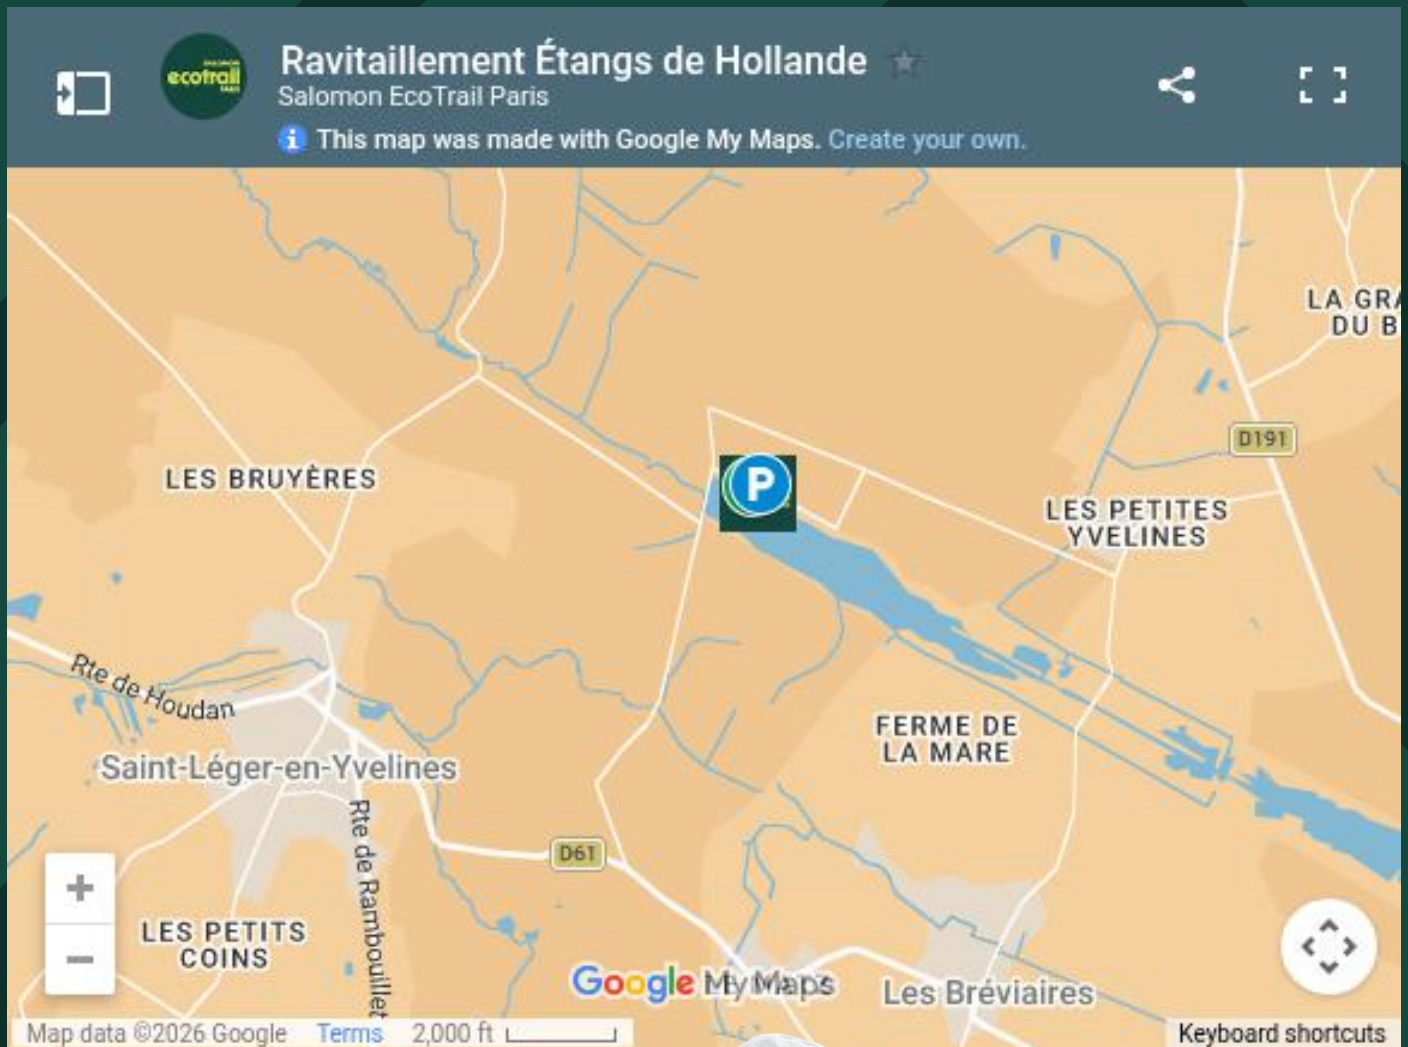 ecotrail
Ravitaillement Étangs de Hollande
Salomon EcoTrail Paris
This map was made with Google My Maps. Create your own.
LA GRA
DU B
D191
LES BRUYÈRES
P
LES PETITES
YVELINES
Rte de Houdan
FERME DE
LA MARE
Saint-Léger-en-Yvelines
Rte de Rambouillet
D61
LES PETITS
COINS
Google My Maps
Les Bréviaires
Map data ©2026 Google
Terms
2,000 ft
Keyboard shortcuts